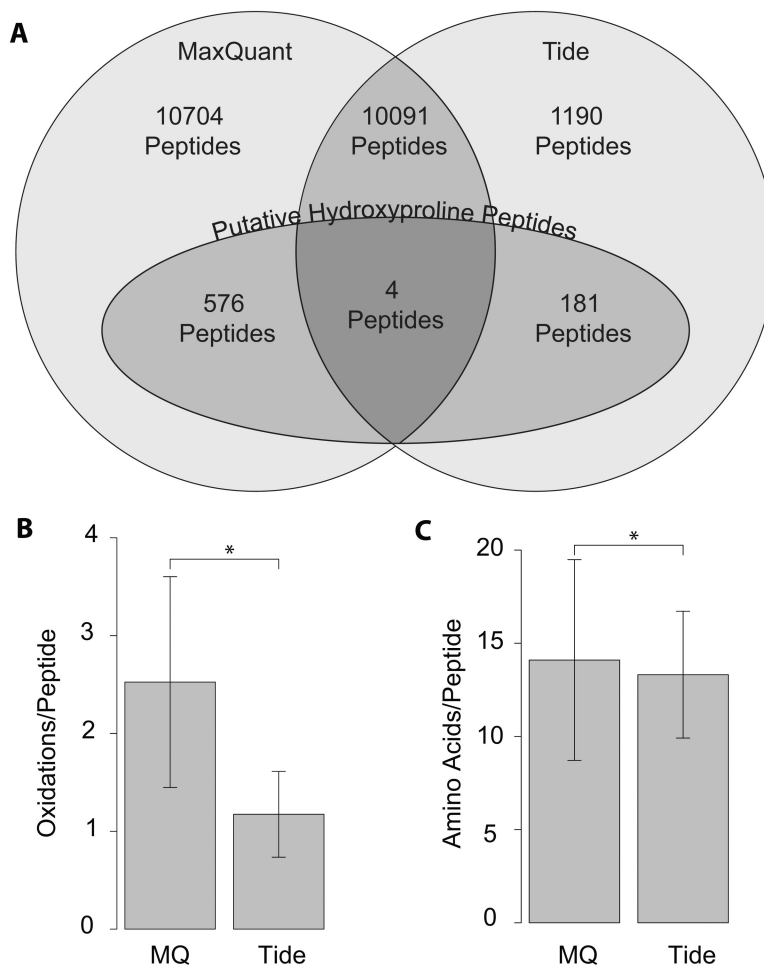 A
MaxQuant
Tide
10704
Peptides
10091
Peptides
1190
Peptides
Putative Hydroxyproline Peptides
576
Peptides
4
Peptides
181
Peptides
B
4
3
2
1
0
Oxidations/Peptide
*
MQ
Tide
C
20
15
10
5
0
Amino Acids/Peptide
*
MQ
Tide